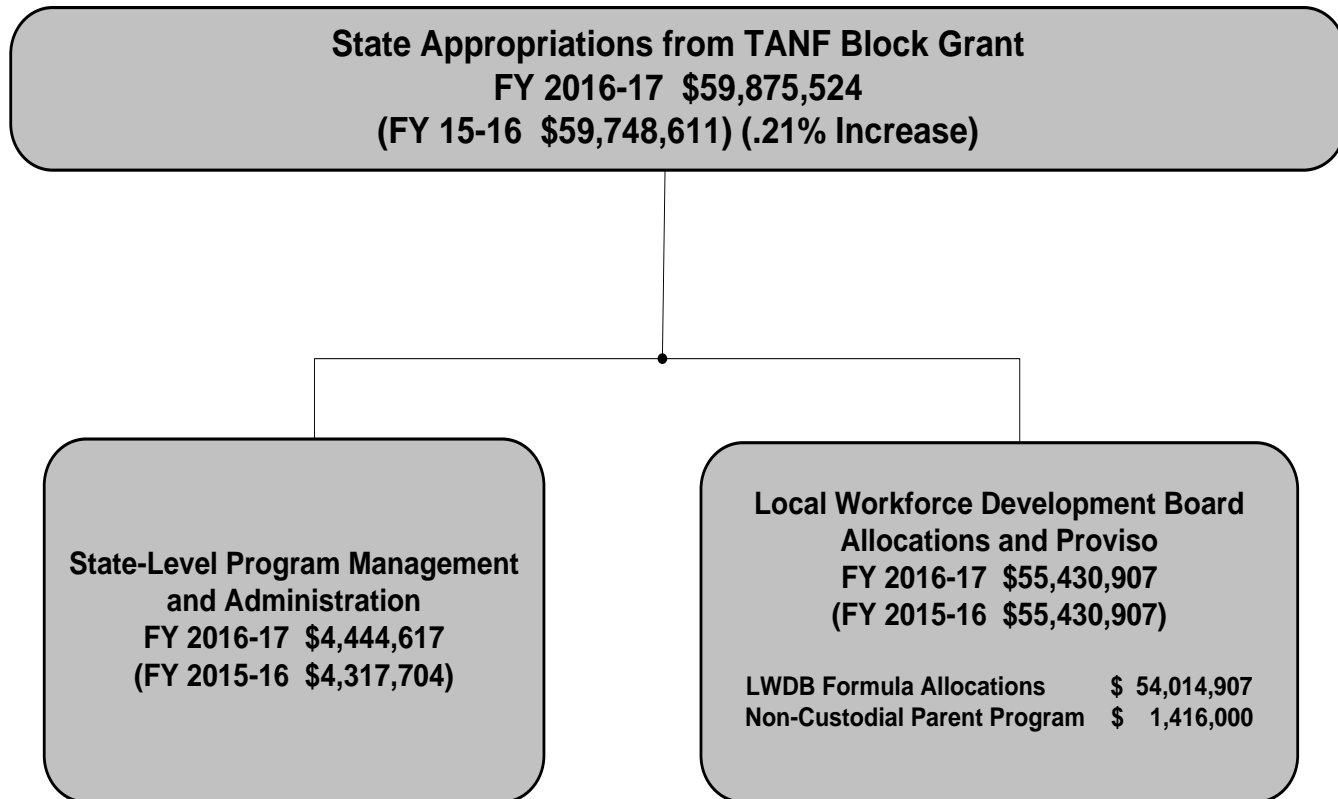 State Appropriations from TANF Block Grant
FY 2016-17 $59,875,524
(FY 15-16 $59,748,611) (.21% Increase)
State-Level Program Management
and Administration
FY 2016-17 $4,444,617
(FY 2015-16 $4,317,704)
Local Workforce Development Board
Allocations and Proviso
FY 2016-17 $55,430,907
(FY 2015-16 $55,430,907)
LWDB Formula Allocations $ 54,014,907
Non-Custodial Parent Program $ 1,416,000